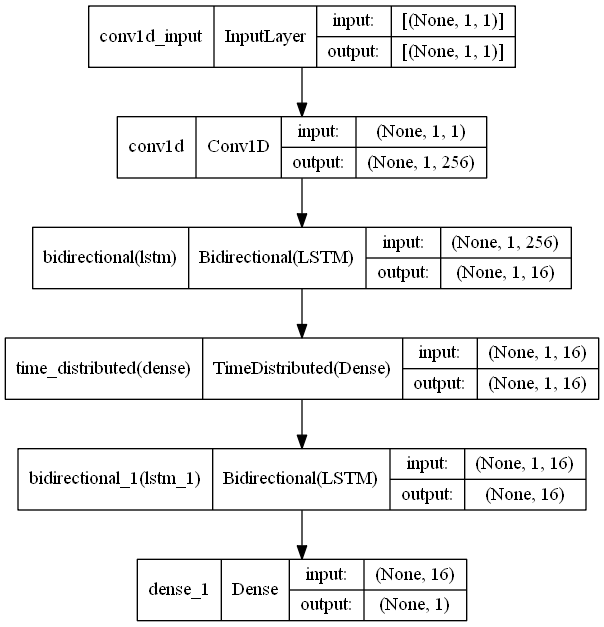 conv1d_input InputLayer input: [(None, 1, 1)]
output: [(None, 1, 1)]
conv1d Conv1D input: (None, 1, 1)
output: (None, 1, 256)
bidirectional(lstm) Bidirectional(LSTM) input: (None, 1, 256)
output: (None, 1, 16)
time_distributed(dense) TimeDistributed(Dense) input: (None, 1, 16)
output: (None, 1, 16)
bidirectional_1(lstm_1) Bidirectional(LSTM) input: (None, 1, 16)
output: (None, 16)
dense_1 Dense input: (None, 16)
output: (None, 1)